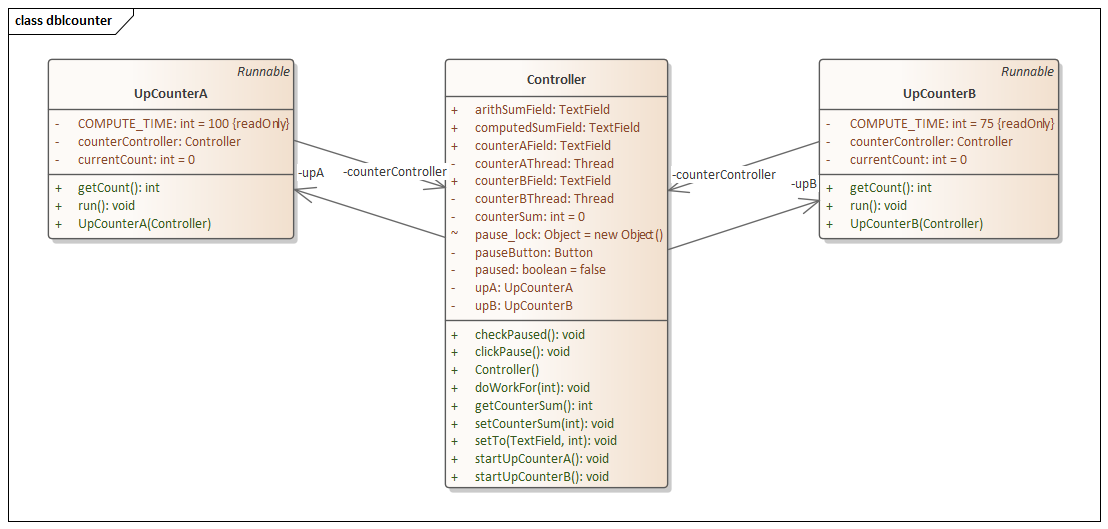 class dblcounter
Runnable
UpCounterA
- COMPUTE_TIME: int = 100 {readOnly}
- counterController: Controller
- currentCount: int = 0
+ getCount(): int
+ run(): void
+ UpCounterA(Controller)
-upA
-counterController
Controller
+ arithSumField: TextField
+ computedSumField: TextField
+ counterAField: TextField
- counterAThread: Thread
+ counterBField: TextField
- counterBThread: Thread
- counterSum: int = 0
~ pause_lock: Object = new Object()
- pauseButton: Button
- paused: boolean = false
- upA: UpCounterA
- upB: UpCounterB
+ checkPaused(): void
+ clickPause(): void
+ Controller()
+ doWorkFor(int): void
+ getCounterSum(): int
+ setCounterSum(int): void
+ setTo(TextField, int): void
+ startUpCounterA(): void
+ startUpCounterB(): void
-counterController
-upB
Runnable
UpCounterB
- COMPUTE_TIME: int = 75 {readOnly}
- counterController: Controller
- currentCount: int = 0
+ getCount(): int
+ run(): void
+ UpCounterB(Controller)